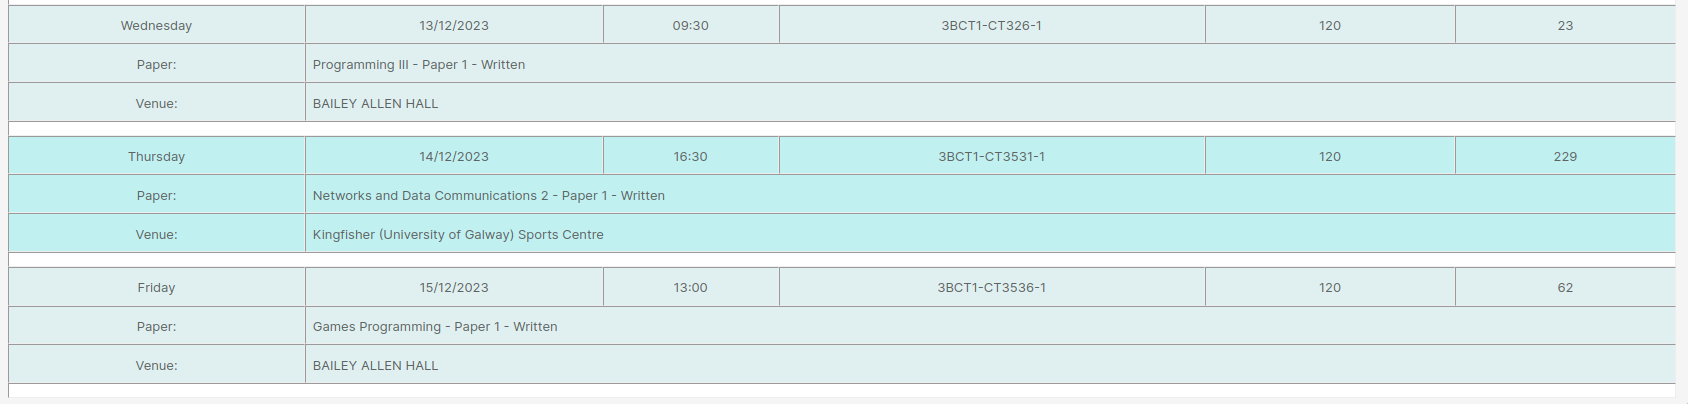 Wednesday 13/12/2023 09:30 3BCT1-CT326-1 120 23
Paper: Programming III - Paper 1 - Written
Venue: BAILEY ALLEN HALL
Thursday 14/12/2023 16:30 3BCT1-CT3531-1 120 229
Paper: Networks and Data Communications 2 - Paper 1 - Written
Venue: Kingfisher (University of Galway) Sports Centre
Friday 15/12/2023 13:00 3BCT1-CT3536-1 120 62
Paper: Games Programming - Paper 1 - Written
Venue: BAILEY ALLEN HALL